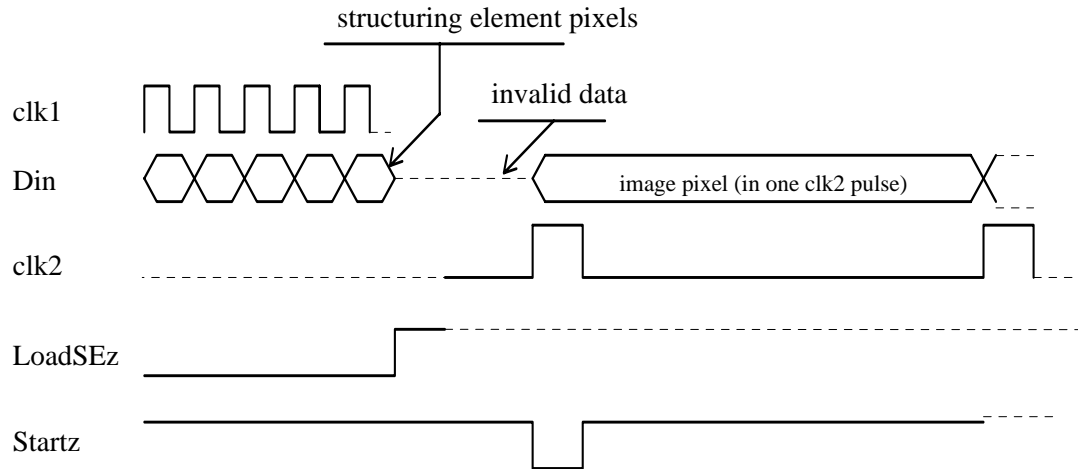 structuring element pixels
clk1
invalid data
Din
image pixel (in one clk2 pulse)
clk2
LoadSEz
Startz